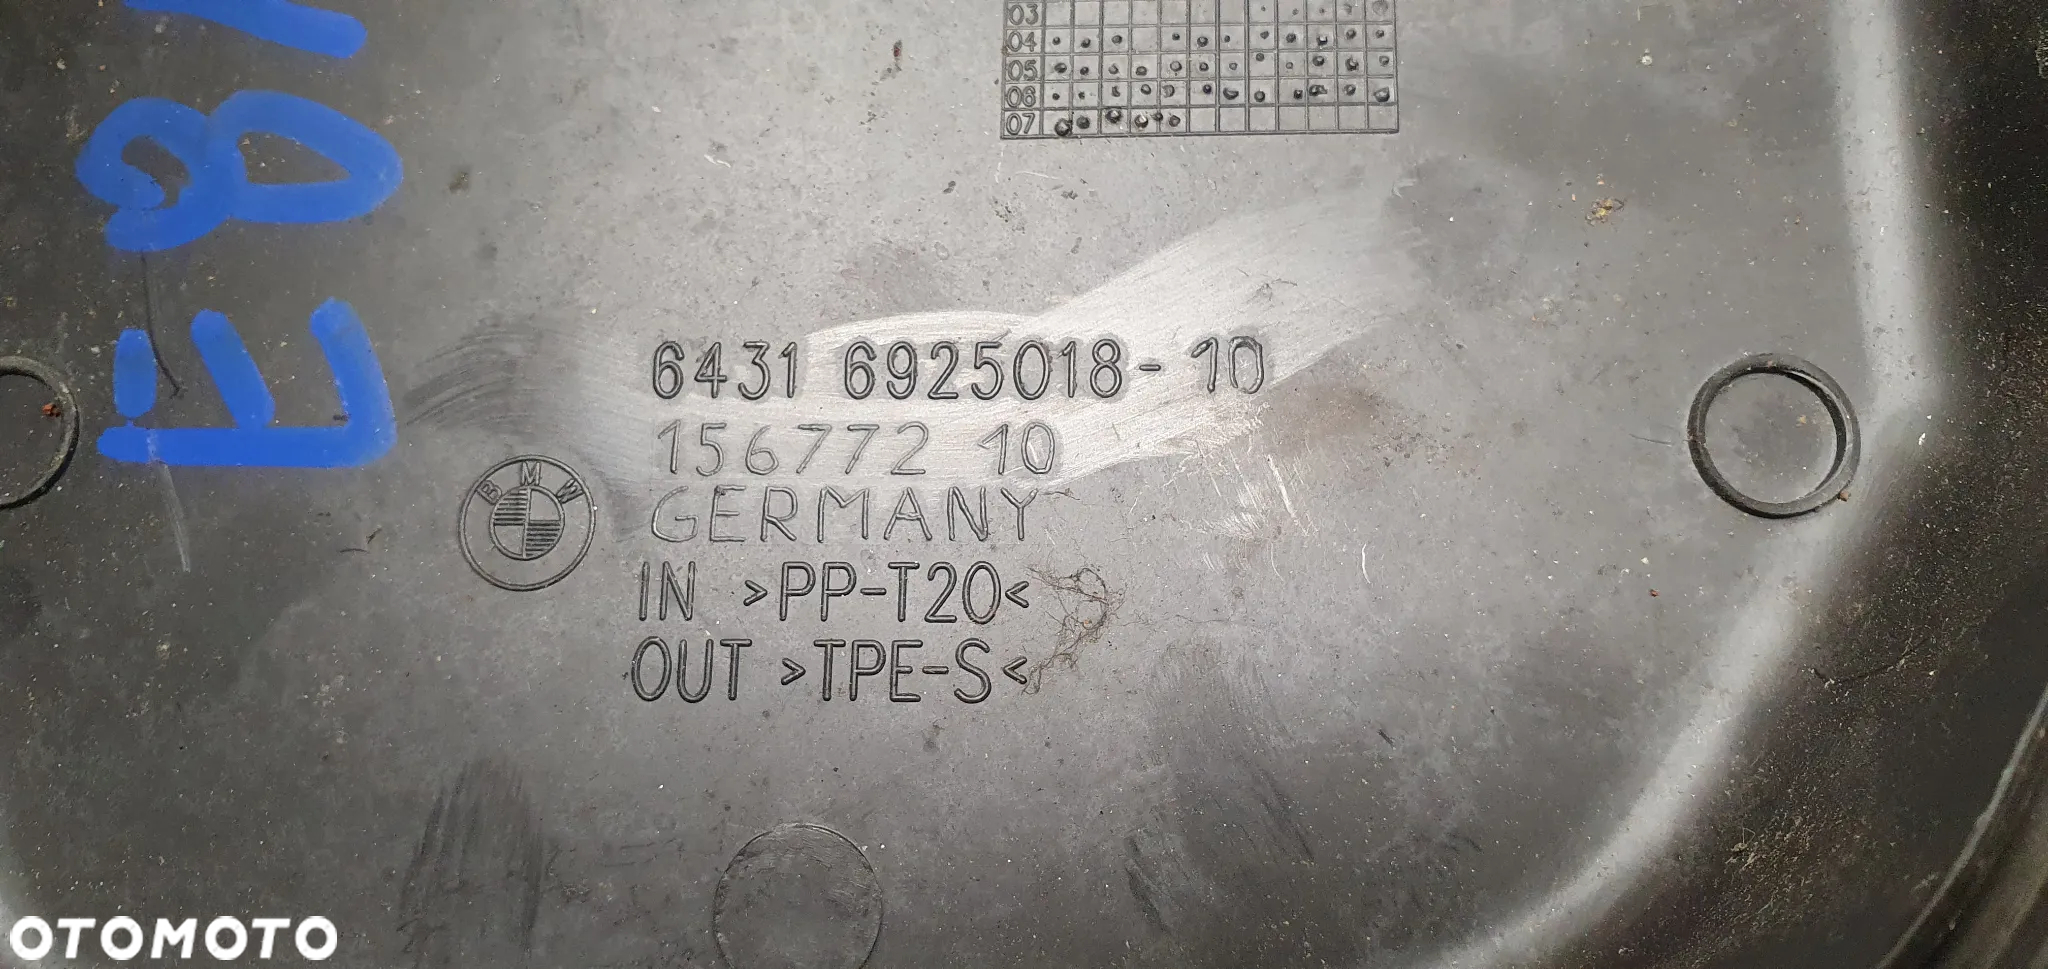 03
04
05
06
07
6431 6925018-10
156772 10
GERMANY
BMW
IN >PP-T20<
OUT >TPE-S<
E87
OTOMOTO